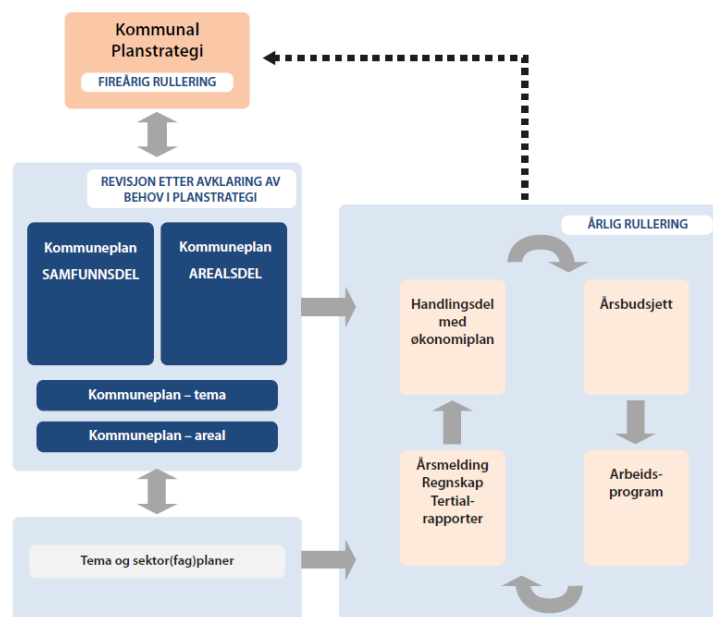 Kommunal
Planstrategi
FIREÅRIG RULLERING
REVISJON ETTER AVKLARING AV
BEHOV I PLANSTRATEGI
Kommuneplan
SAMFUNNSDEL
Kommuneplan
AREALSDEL
Kommuneplan – tema
Kommuneplan – areal
Tema og sektor(fag)planer
ÅRLIG RULLERING
Handlingsdel
med
økonomiplan
Årsbudsjett
Årsmelding
Regnskap
Tertial-
rapporter
Arbeids-
program